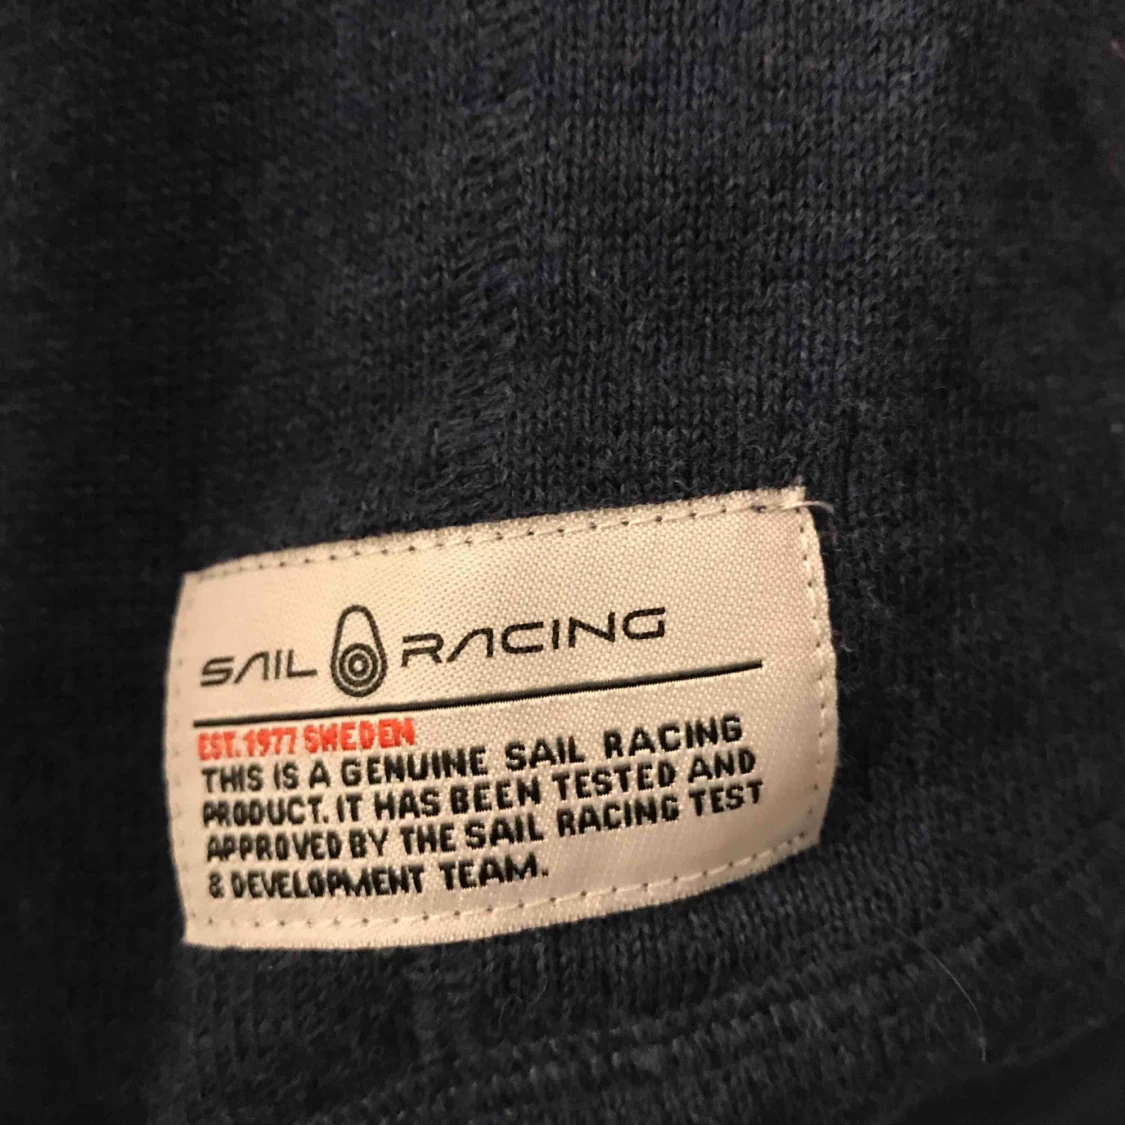 SAIL RACING
EST. 1977 SWEDEN
THIS IS A GENUINE SAIL RACING
PRODUCT. IT HAS BEEN TESTED AND
APPROVED BY THE SAIL RACING TEST
& DEVELOPMENT TEAM.